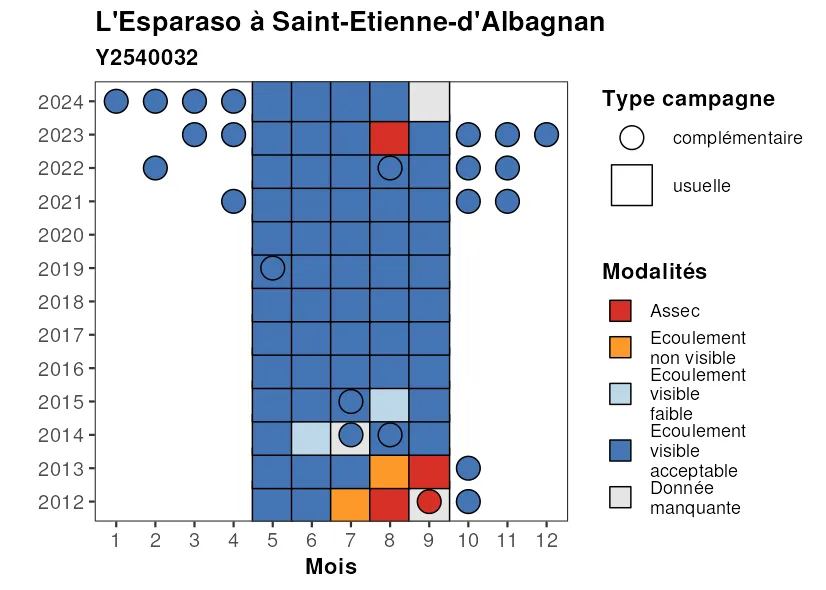 L'Esparaso à Saint-Etienne-d'Albagnan
Y2540032
2024
2023
2022
2021
2020
2019
2018
2017
2016
2015
2014
2013
2012
1 2 3 4 5 6 7 8 9 10 11 12
Mois
Type campagne
complémentaire
usuelle
Modalités
Assec
Ecoulement
non visible
Ecoulement
visible
faible
Ecoulement
visible
acceptable
Donnée
manquante